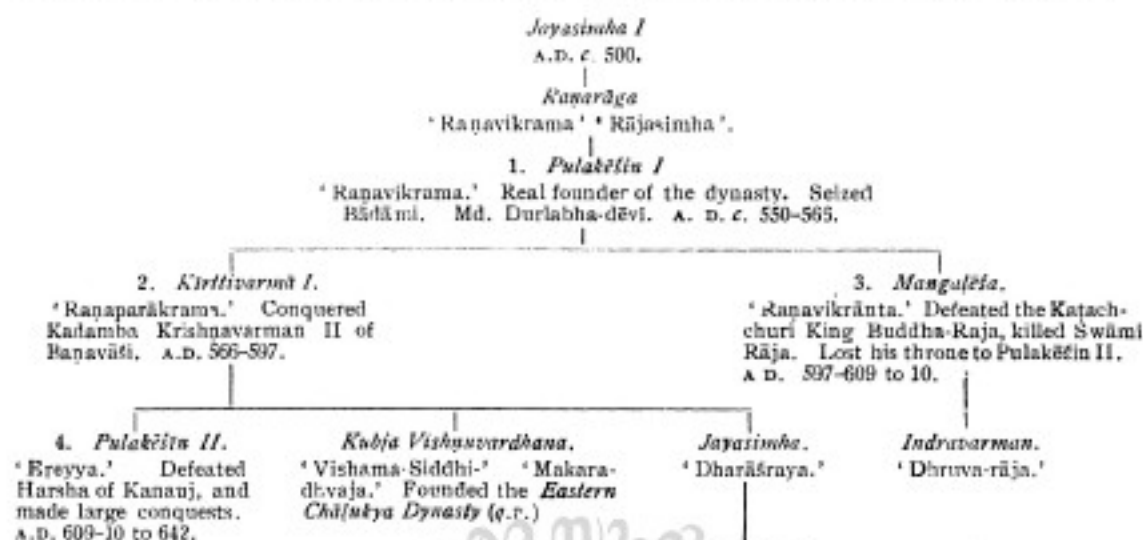 Jayasimha I
A.D. c. 500.
Raṇarāga
‘ Raṇavikrama ’ ‘ Rājasimha ’.
1. Pulakēśin I
‘ Raṇavikrama.’ Real founder of the dynasty. Seized
Bādāmi. Md. Durlabha-dēvi. A. D. c. 550-566.
2. Kīrttivarmā I.
3. Mangaḷēśa.
‘ Raṇaparākrama.’ Conquered
Kadamba Krishṇavarman II of
Baṇavāśi. A.D. 566-597.
‘ Raṇavikrānta.’ Defeated the Katach-
churi King Buddha-Raja, killed Swāmi
Rāja. Lost his throne to Pulakēśin II.
A D. 597-609 to 10.
4. Pulakēśin II.
‘ Ereyya.’ Defeated
Harsha of Kanauj, and
made large conquests.
A.D. 609-10 to 642.
Kubja Vishṇuvardhana.
‘ Vishama-Siddhi-’ ‘ Makara-
dhvaja.’ Founded the Eastern
Chāḷukya Dynasty (q.v.)
Jayasimha.
‘ Dharāśraya.’
Indravarman.
‘ Dhruva-rāja.’